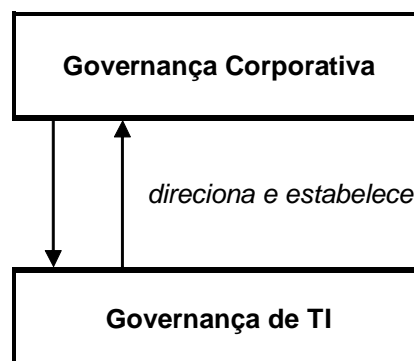 Governança Corporativa
direciona e estabelece
Governança de TI